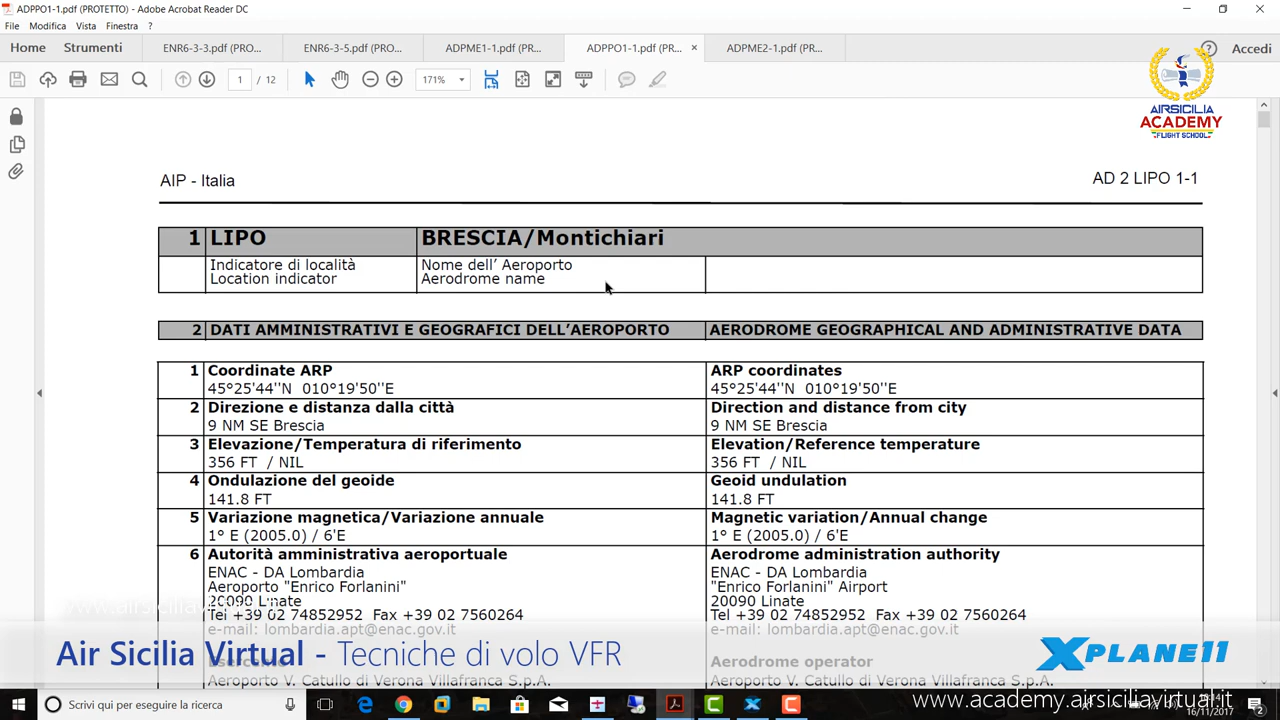 ADPPO1-1.pdf (PROTETTO) - Adobe Acrobat Reader DC
File Modifica Vista Finestra ?
Home Strumenti ENR6-3-3.pdf (PRO... ENR6-3-5.pdf (PRO... ADPME1-1.pdf (PR... ADPPO1-1.pdf (PR... × ADPME2-1.pdf (PR... Accedi
1 / 12 171%
AIRSICILIA
ACADEMY
FLIGHT SCHOOL
AIP - Italia AD 2 LIPO 1-1
1 LIPO BRESCIA/Montichiari
Indicatore di località Nome dell' Aeroporto
Location indicator Aerodrome name
2 DATI AMMINISTRATIVI E GEOGRAFICI DELL'AEROPORTO AERODROME GEOGRAPHICAL AND ADMINISTRATIVE DATA
1 Coordinate ARP ARP coordinates
45°25'44''N 010°19'50''E 45°25'44''N 010°19'50''E
2 Direzione e distanza dalla città Direction and distance from city
9 NM SE Brescia 9 NM SE Brescia
3 Elevazione/Temperatura di riferimento Elevation/Reference temperature
356 FT / NIL 356 FT / NIL
4 Ondulazione del geoide Geoid undulation
141.8 FT 141.8 FT
5 Variazione magnetica/Variazione annuale Magnetic variation/Annual change
1° E (2005.0) / 6'E 1° E (2005.0) / 6'E
6 Autorità amministrativa aeroportuale Aerodrome administration authority
ENAC - DA Lombardia ENAC - DA Lombardia
Aeroporto "Enrico Forlanini" "Enrico Forlanini" Airport
20090 Linate 20090 Linate
Tel +39 02 74852952 Fax +39 02 7560264 Tel +39 02 74852952 Fax +39 02 7560264
e-mail: lombardia.apt@enac.gov.it e-mail: lombardia.apt@enac.gov.it
Esercente Aerodrome operator
Aeroporto V. Catullo di Verona Villafranca S.p.A. Aeroporto V. Catullo di Verona Villafranca S.p.A.
Air Sicilia Virtual - Tecniche di volo VFR
X PLANE 11
Scrivi qui per eseguire la ricerca
www.academy.airsiciliavirtual.it
16/11/2017
2